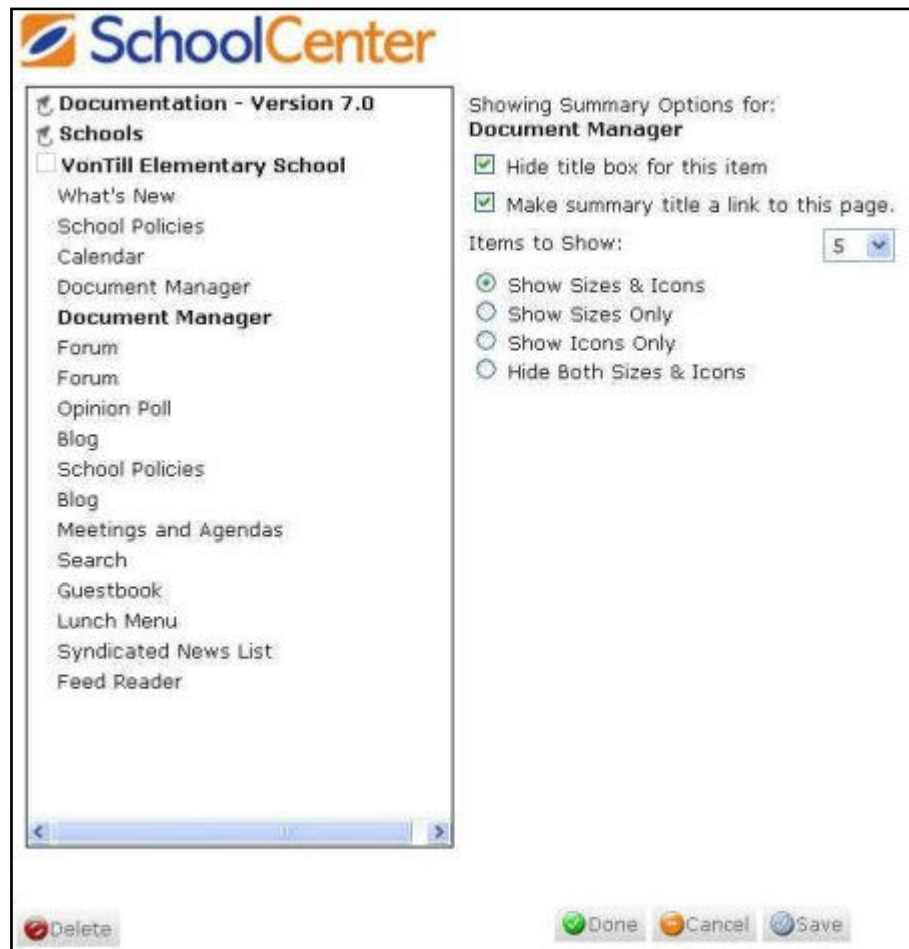 SchoolCenter
Documentation - Version 7.0
Schools
VonTill Elementary School
What's New
School Policies
Calendar
Document Manager
Document Manager
Forum
Forum
Opinion Poll
Blog
School Policies
Blog
Meetings and Agendas
Search
Guestbook
Lunch Menu
Syndicated News List
Feed Reader
Showing Summary Options for:
Document Manager
Hide title box for this item
Make summary title a link to this page.
Items to Show: 5
Show Sizes & Icons
Show Sizes Only
Show Icons Only
Hide Both Sizes & Icons
Delete Done Cancel Save